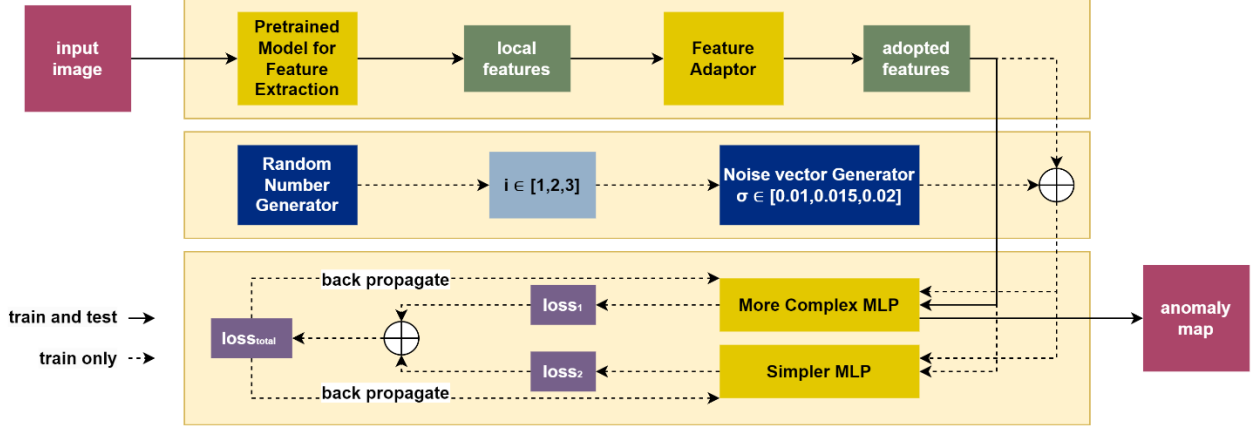 input
image
Pretrained
Model for
Feature
Extraction
local
features
Feature
Adaptor
adopted
features
Random
Number
Generator
i ∈ [1,2,3]
Noise vector Generator
σ ∈ [0.01,0.015,0.02]
back propagate
More Complex MLP
loss₁
anomaly
map
train and test
loss_total
train only
loss₂
Simpler MLP
back propagate